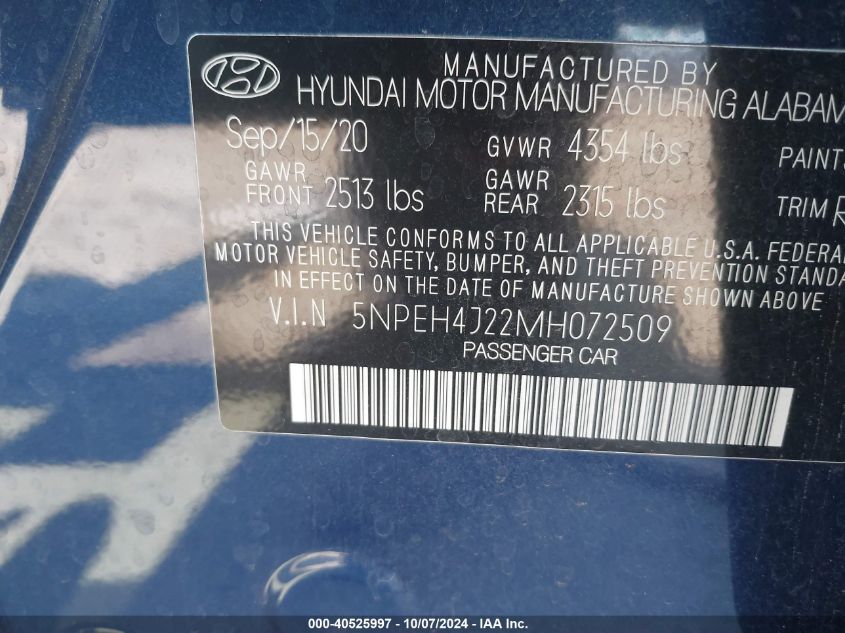 MANUFACTURED BY
HYUNDAI MOTOR MANUFACTURING ALABAM
Sep/15/20 GVWR 4354 lbs PAINT
GAWR FRONT 2513 lbs GAWR REAR 2315 lbs TRIM
THIS VEHICLE CONFORMS TO ALL APPLICABLE U.S.A. FEDERAL
MOTOR VEHICLE SAFETY, BUMPER, AND THEFT PREVENTION STANDA
IN EFFECT ON THE DATE OF MANUFACTURE SHOWN ABOVE
V.I.N 5NPEH4J22MH072509
PASSENGER CAR
000-40525997 - 10/07/2024 - IAA Inc.